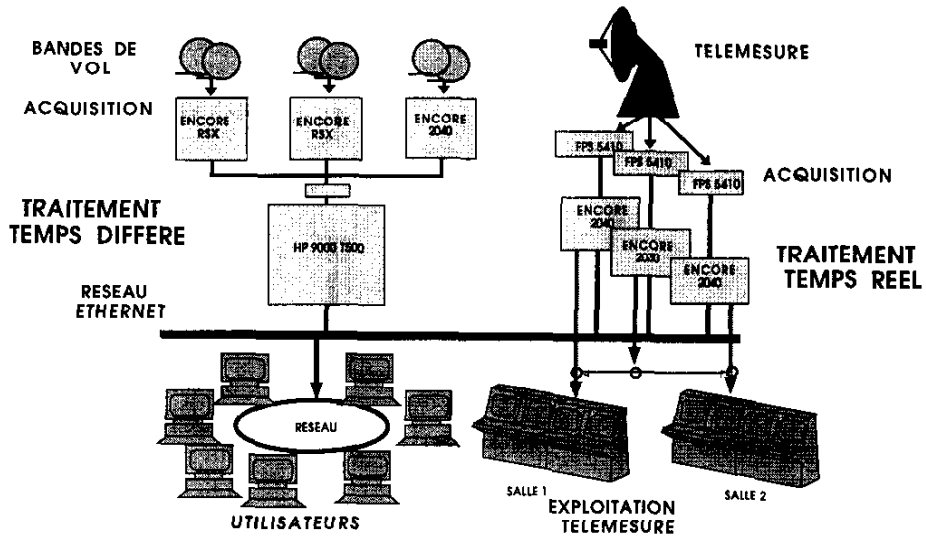 BANDES DE
VOL
TELEMESURE
ACQUISITION
ENCORE
RSX
ENCORE
RSX
ENCORE
2040
FPS 5410
FPS 5410
FPS 5410
ACQUISITION
TRAITEMENT
TEMPS DIFFERE
HP 9000 T500
ENCORE
2040
ENCORE
2030
ENCORE
2040
TRAITEMENT
TEMPS REEL
RESEAU
ETHERNET
RESEAU
SALLE 1
SALLE 2
EXPLOITATION
TELEMESURE
UTILISATEURS